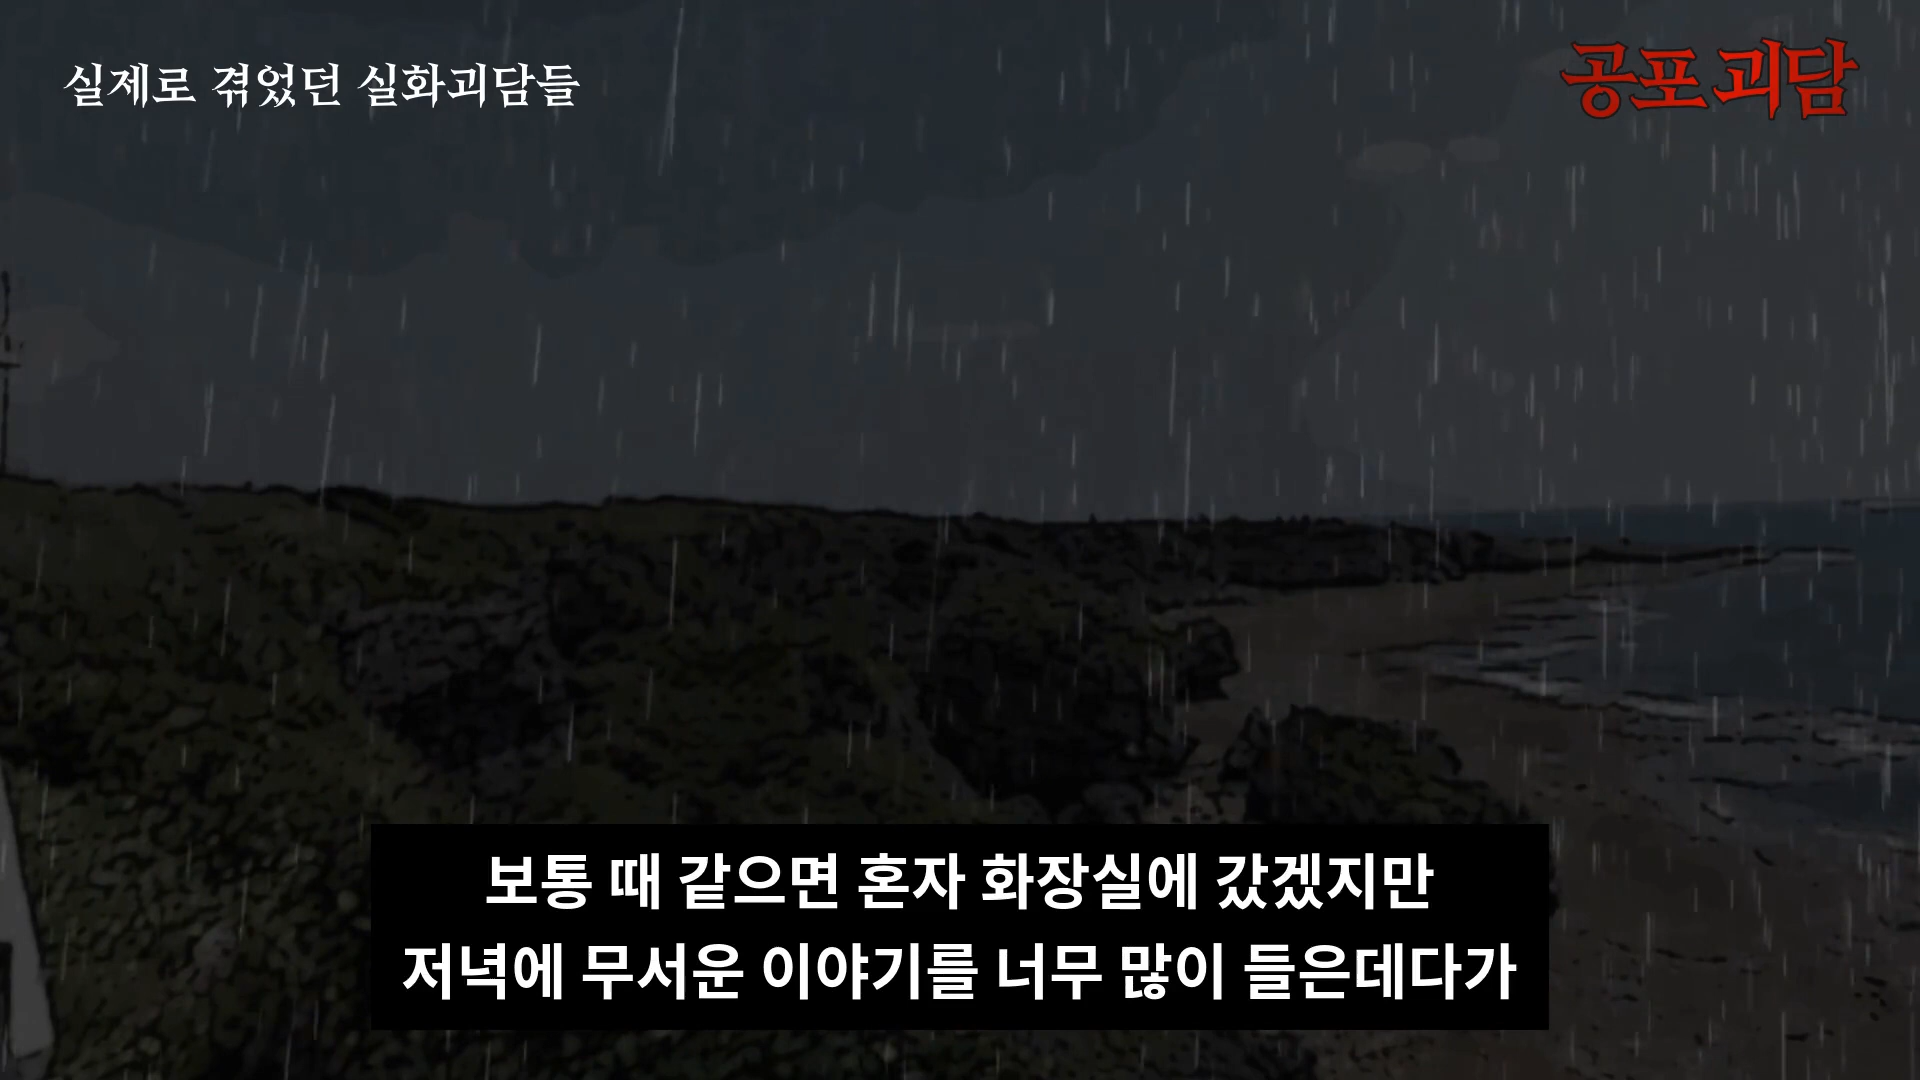 실제로 겪었던 실화괴담들
공포괴담
보통 때 같으면 혼자 화장실에 갔겠지만
저녁에 무서운 이야기를 너무 많이 들은데다가